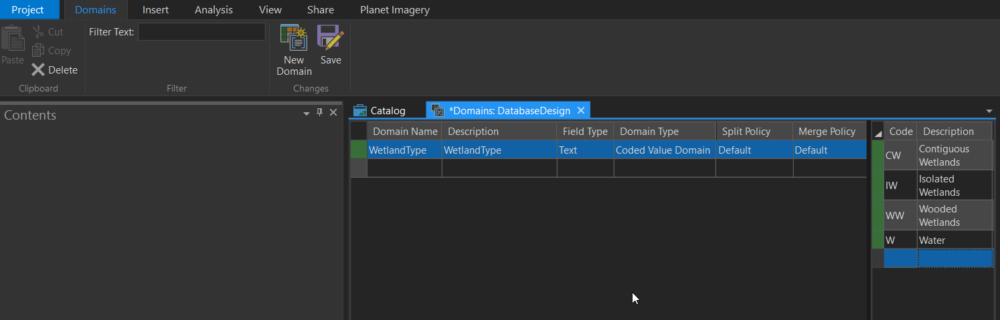 Project Domains Insert Analysis View Share Planet Imagery
Paste
Cut
Copy
Delete
Clipboard
Filter Text:
Filter
New
Domain
Save
Changes
Contents
Catalog *Domains: DatabaseDesign
Domain Name Description Field Type Domain Type Split Policy Merge Policy
WetlandType WetlandType Text Coded Value Domain Default Default
Code Description
CW Contiguous
Wetlands
IW Isolated
Wetlands
WW Wooded
Wetlands
W Water